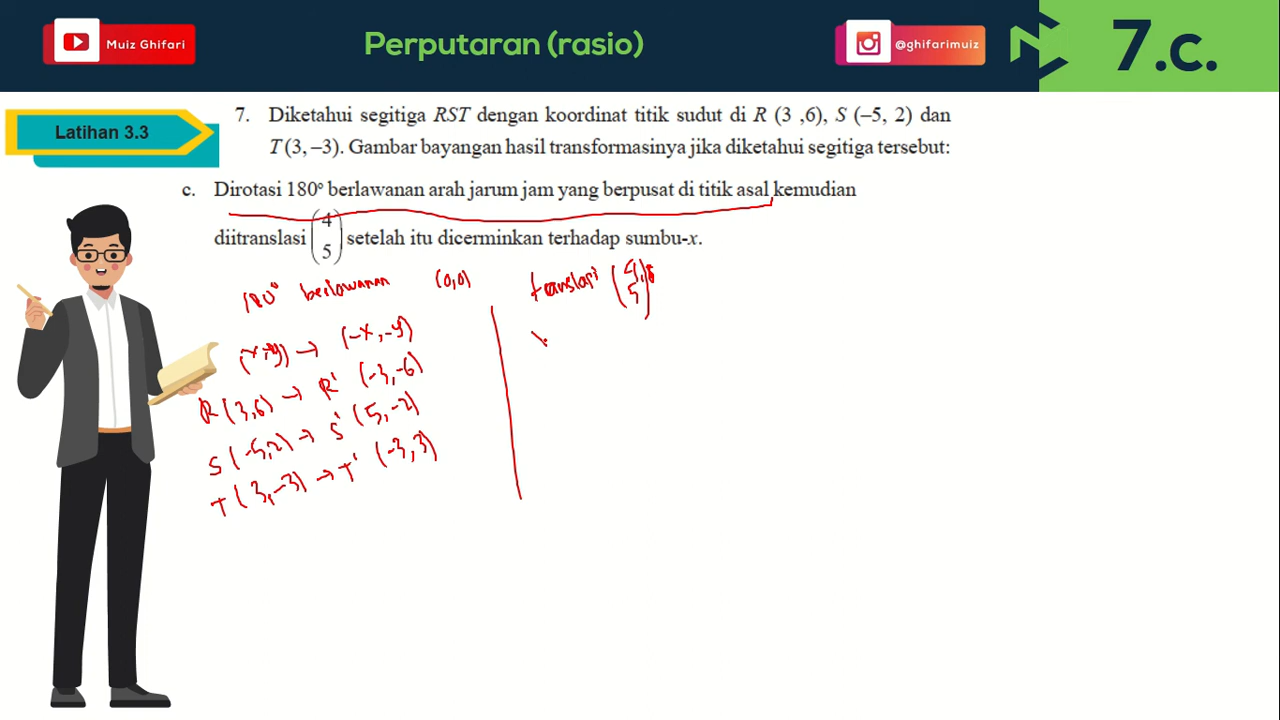 Muiz Ghifari
Perputaran (rasio)
@ghifarimuiz
7.c.
Latihan 3.3
7. Diketahui segitiga RST dengan koordinat titik sudut di R (3 ,6), S (–5, 2) dan
T (3, –3). Gambar bayangan hasil transformasinya jika diketahui segitiga tersebut:
c. Dirotasi 180° berlawanan arah jarum jam yang berpusat di titik asal kemudian
diitranslasi (4 5) setelah itu dicerminkan terhadap sumbu-x.
180° berlawanan (0,0)
(x,y) → (-x,-y)
R(3,6) → R' (-3,-6)
S(-5,2) → S' (5,-2)
T(3,-3) → T' (-3,3)
translasi (4 5)